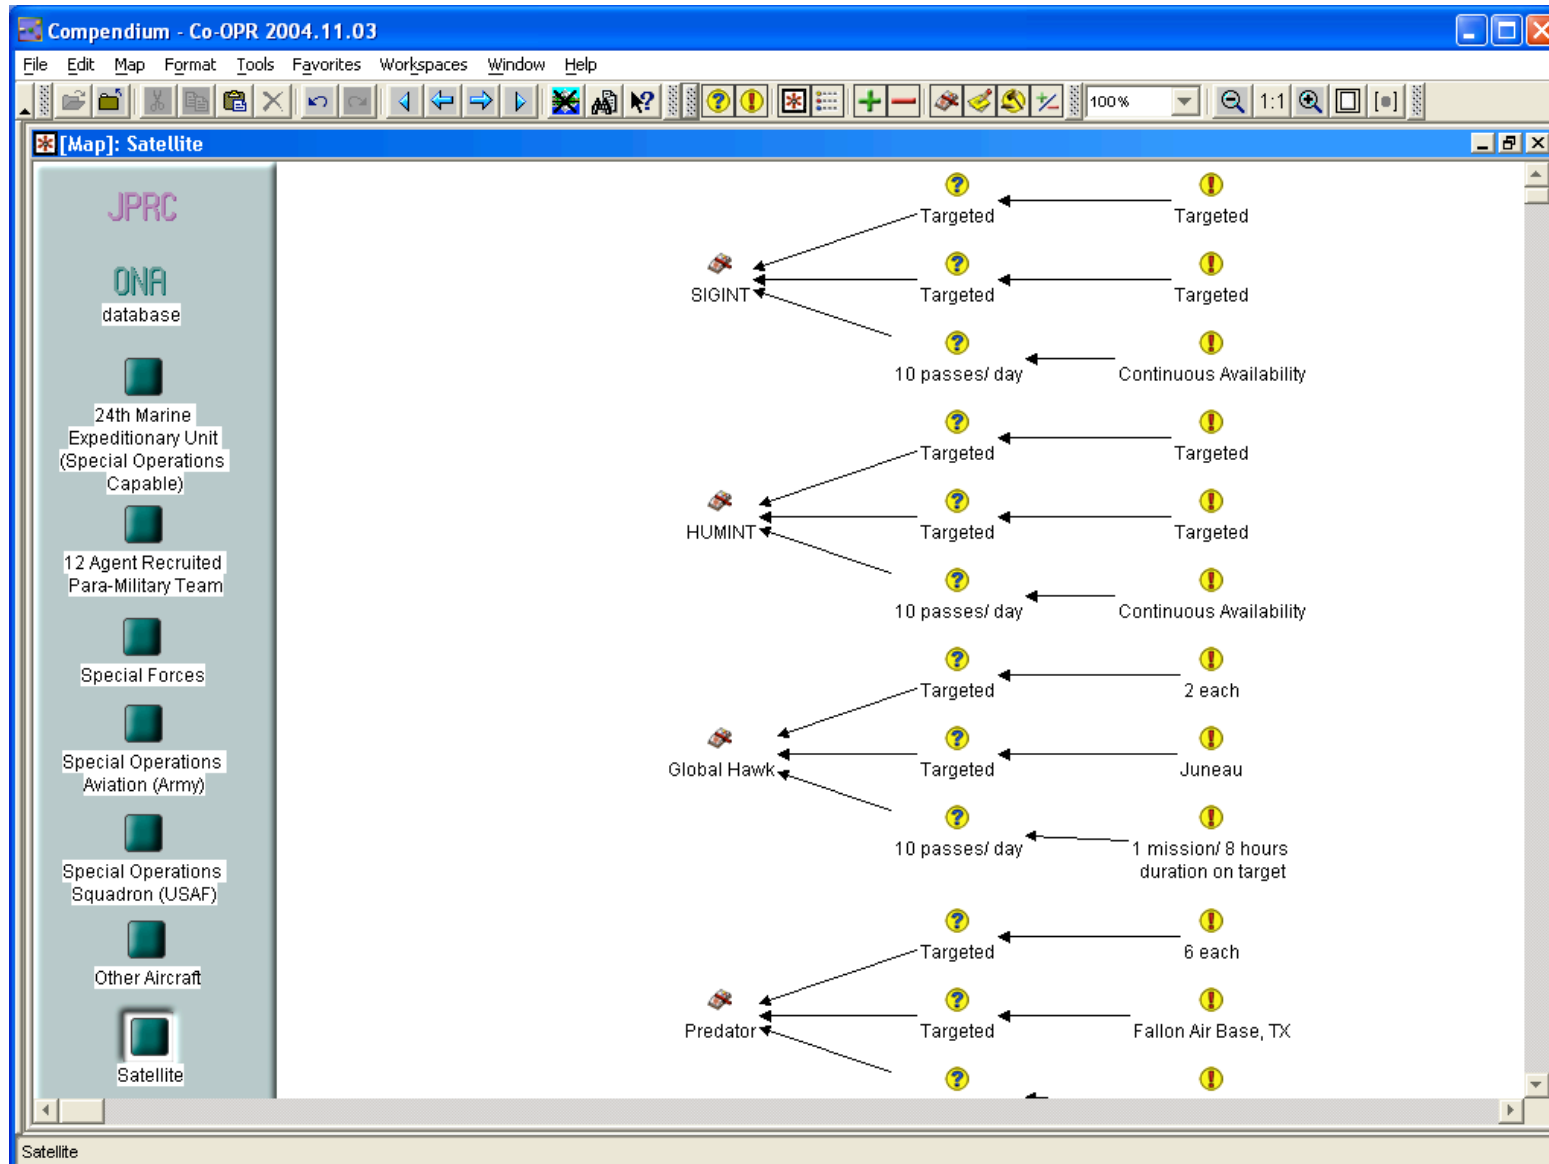 Compendium - Co-OPR 2004.11.03
File Edit Map Format Tools Favorites Workspaces Window Help
100% 1:1
[Map]: Satellite
JPRC
ONA
database
24th Marine
Expeditionary Unit
(Special Operations
Capable)
12 Agent Recruited
Para-Military Team
Special Forces
Special Operations
Aviation (Army)
Special Operations
Squadron (USAF)
Other Aircraft
Satellite
Targeted Targeted
SIGINT Targeted Targeted
10 passes/ day Continuous Availability
Targeted Targeted
HUMINT Targeted Targeted
10 passes/ day Continuous Availability
Targeted 2 each
Global Hawk Targeted Juneau
10 passes/ day 1 mission/ 8 hours
duration on target
Targeted 6 each
Predator Targeted Fallon Air Base, TX
Satellite